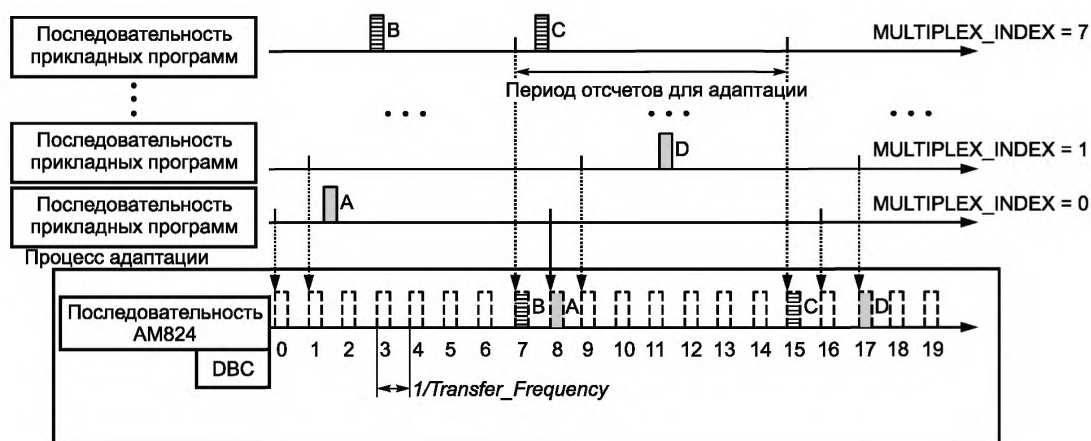 Последовательность
прикладных программ
B
C
MULTIPLEX_INDEX = 7
Период отсчетов для адаптации
Последовательность
прикладных программ
D
MULTIPLEX_INDEX = 1
Последовательность
прикладных программ
A
MULTIPLEX_INDEX = 0
Процесс адаптации
Последовательность
AM824
B
A
C
D
DBC
0 1 2 3 4 5 6 7 8 9 10 11 12 13 14 15 16 17 18 19
1/Transfer_Frequency